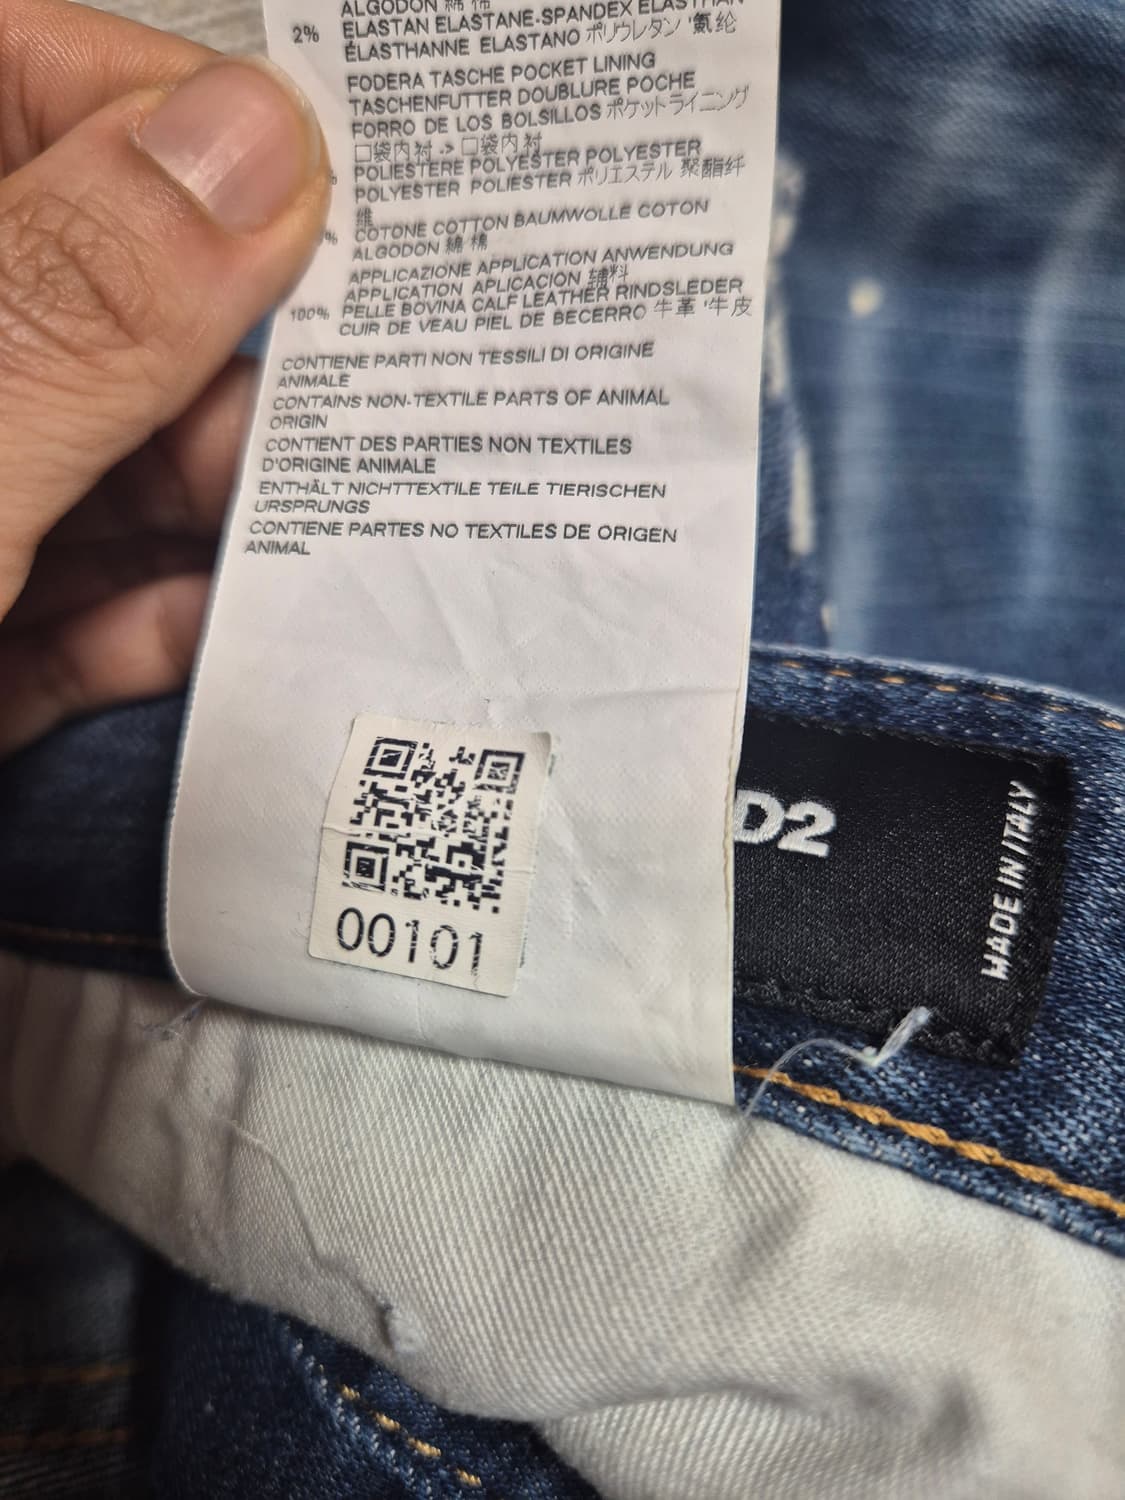 ALGODON 綿 棉
2% ELASTAN ELASTANE-SPANDEX ELASTHAN
ÉLASTHANNE ELASTANO ポリウレタン '氨纶
FODERA TASCHE POCKET LINING
TASCHENFUTTER DOUBLURE POCHE
FORRO DE LOS BOLSILLOS ポケットライニング
口袋内衬 -> 口袋内衬
% POLIESTERE POLYESTER POLYESTER
POLYESTER POLIESTER ポリエステル 聚酯纤
维
% COTONE COTTON BAUMWOLLE COTON
ALGODON 綿 棉
APPLICAZIONE APPLICATION ANWENDUNG
APPLICATION APLICACION 辅料
100% PELLE BOVINA CALF LEATHER RINDSLEDER
CUIR DE VEAU PIEL DE BECERRO 牛革 '牛皮
CONTIENE PARTI NON TESSILI DI ORIGINE
ANIMALE
CONTAINS NON-TEXTILE PARTS OF ANIMAL
ORIGIN
CONTIENT DES PARTIES NON TEXTILES
D'ORIGINE ANIMALE
ENTHÄLT NICHTTEXTILE TEILE TIERISCHEN
URSPRUNGS
CONTIENE PARTES NO TEXTILES DE ORIGEN
ANIMAL
00101
D2
MADE IN ITALY